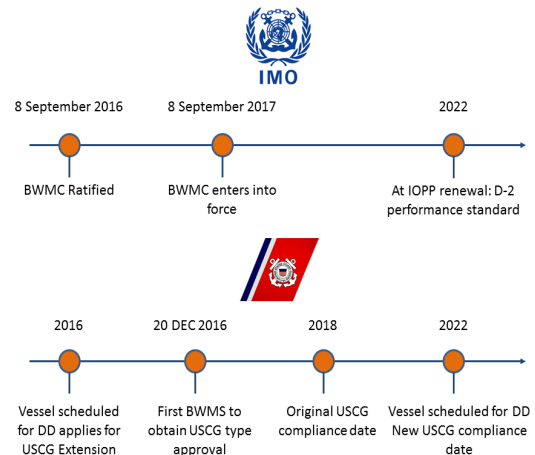 IMO
8 September 2016
8 September 2017
2022
BWMC Ratified
BWMC enters into
force
At IOPP renewal: D-2
performance standard
2016
20 DEC 2016
2018
2022
Vessel scheduled
for DD applies for
USCG Extension
First BWMS to
obtain USCG type
approval
Original USCG
compliance date
Vessel scheduled for DD
New USCG compliance
date